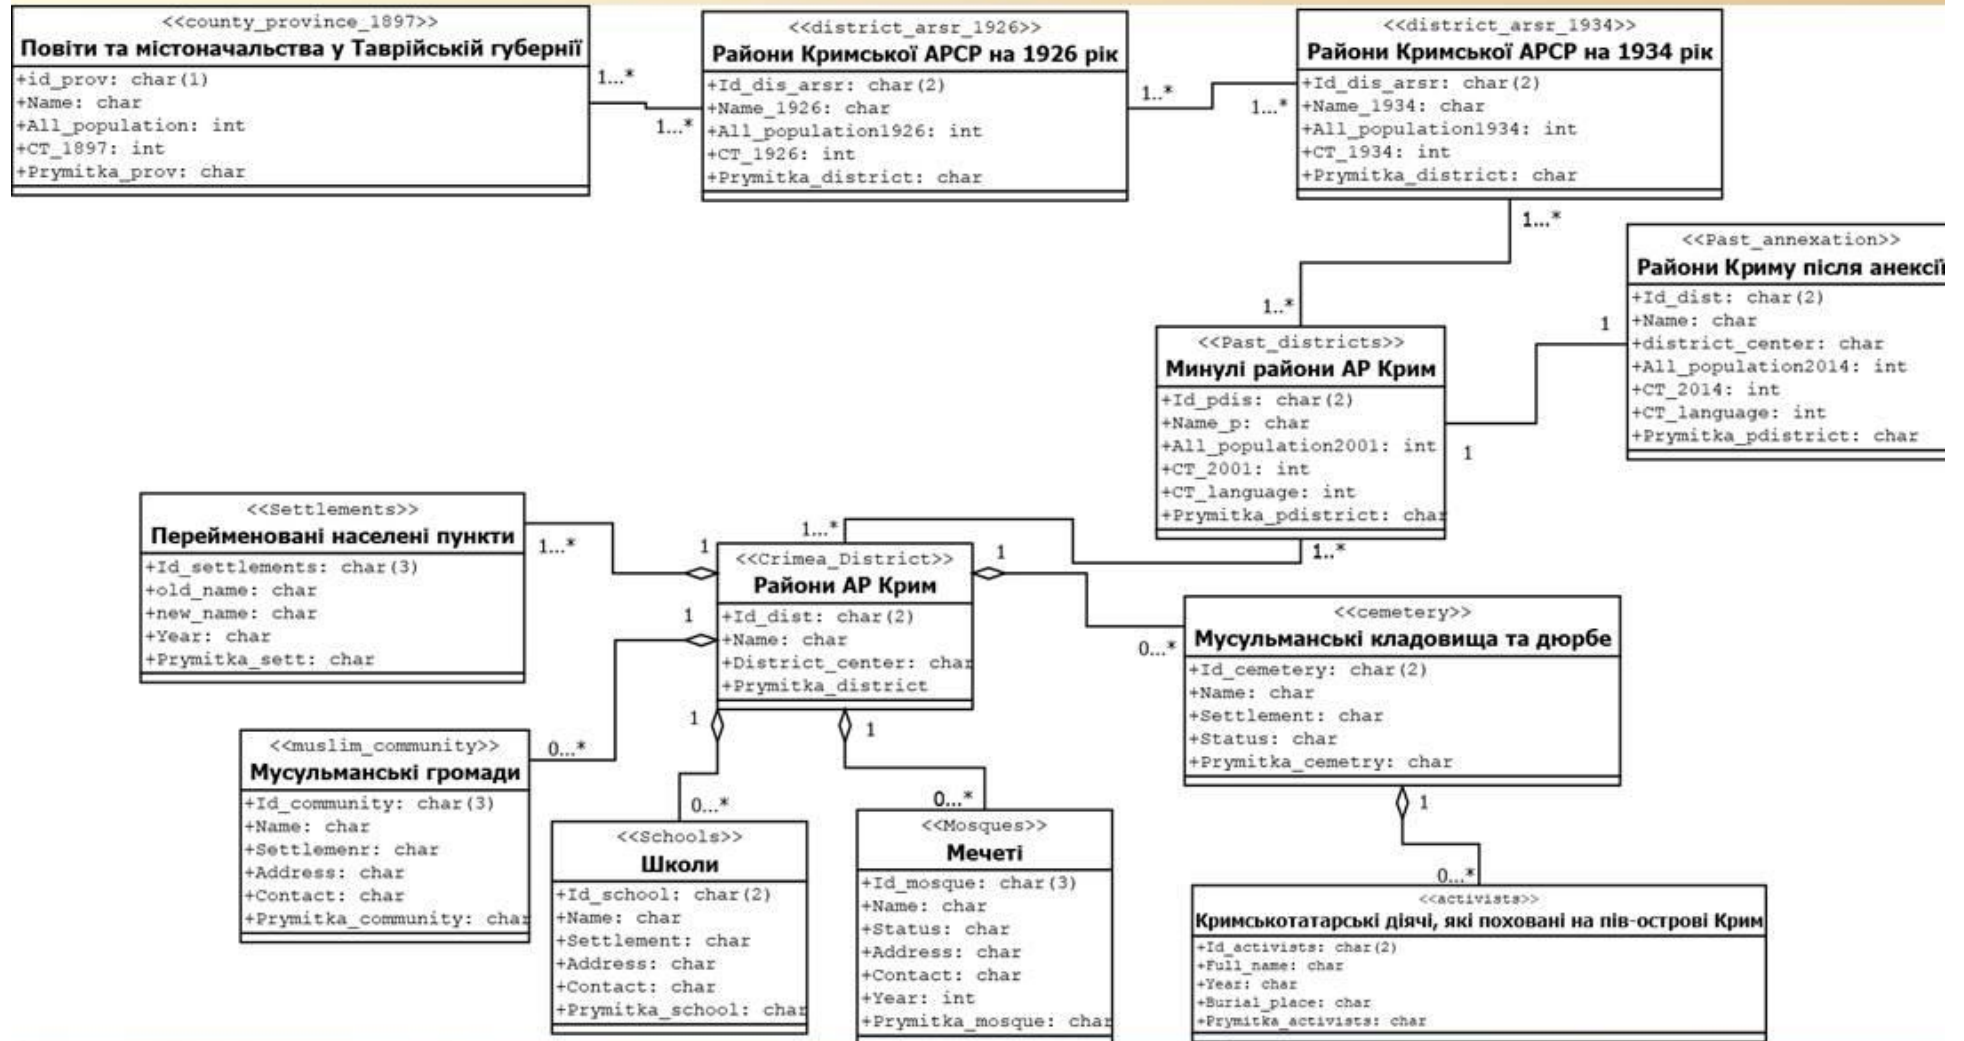 <<county_province_1897>>
Повіти та містоначальства у Таврійській губернії
+id_prov: char(1)
+Name: char
+All_population: int
+CT_1897: int
+Prymitka_prov: char
1...*
1...*
<<district_arsr_1926>>
Райони Кримської АРСР на 1926 рік
+Id_dis_arsr: char(2)
+Name_1926: char
+All_population1926: int
+CT_1926: int
+Prymitka_district: char
1..*
1...*
<<district_arsr_1934>>
Райони Кримської АРСР на 1934 рік
+Id_dis_arsr: char(2)
+Name_1934: char
+All_population1934: int
+CT_1934: int
+Prymitka_district: char
1...*
1..*
<<Past_annexation>>
Райони Криму після анексії
+Id_dist: char(2)
+Name: char
+district_center: char
+All_population2014: int
+CT_2014: int
+CT_language: int
+Prymitka_pdistrict: char
1
1
<<Past_districts>>
Минулі райони АР Крим
+Id_pdis: char(2)
+Name_p: char
+All_population2001: int
+CT_2001: int
+CT_language: int
+Prymitka_pdistrict: char
1..*
1...*
<<Settlements>>
Перейменовані населені пункти
+Id_settlements: char(3)
+old_name: char
+new_name: char
+Year: char
+Prymitka_sett: char
1...*
1
<<Crimea_District>>
Райони АР Крим
+Id_dist: char(2)
+Name: char
+District_center: char
+Prymitka_district
1
0...*
1
1
1
<<cemetery>>
Мусульманські кладовища та дюрбе
+Id_cemetery: char(2)
+Name: char
+Settlement: char
+Status: char
+Prymitka_cemetry: char
1
0...*
<<muslim_community>>
Мусульманські громади
+Id_community: char(3)
+Name: char
+Settlemenr: char
+Address: char
+Contact: char
+Prymitka_community: char
0...*
0...*
<<Schools>>
Школи
+Id_school: char(2)
+Name: char
+Settlement: char
+Address: char
+Contact: char
+Prymitka_school: char
0...*
<<Mosques>>
Мечеті
+Id_mosque: char(3)
+Name: char
+Status: char
+Address: char
+Contact: char
+Year: int
+Prymitka_mosque: char
<<activists>>
Кримськотатарські діячі, які поховані на пів-острові Крим
+Id_activists: char(2)
+Full_name: char
+Year: char
+Burial_place: char
+Prymitka_activists: char